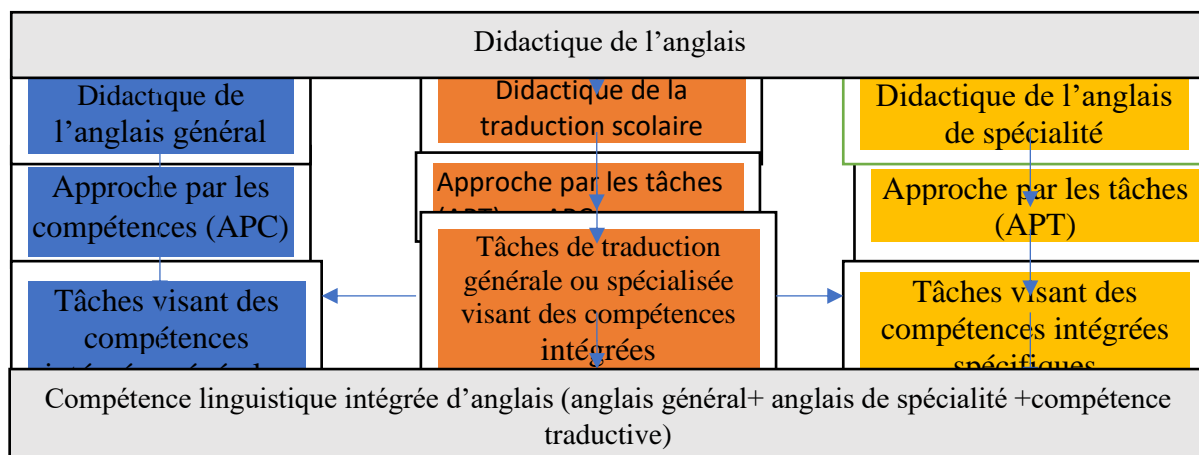 Didactique de l’anglais
Didactique de
l’anglais général
Didactique de la
traduction scolaire
Didactique de l’anglais
de spécialité
Approche par les
compétences (APC)
Approche par les tâches
Approche par les tâches
(APT)
Tâches visant des
compétences
Tâches de traduction
générale ou spécialisée
visant des compétences
intégrées
Tâches visant des
compétences intégrées
spécifiques
Compétence linguistique intégrée d’anglais (anglais général+ anglais de spécialité +compétence
traductive)